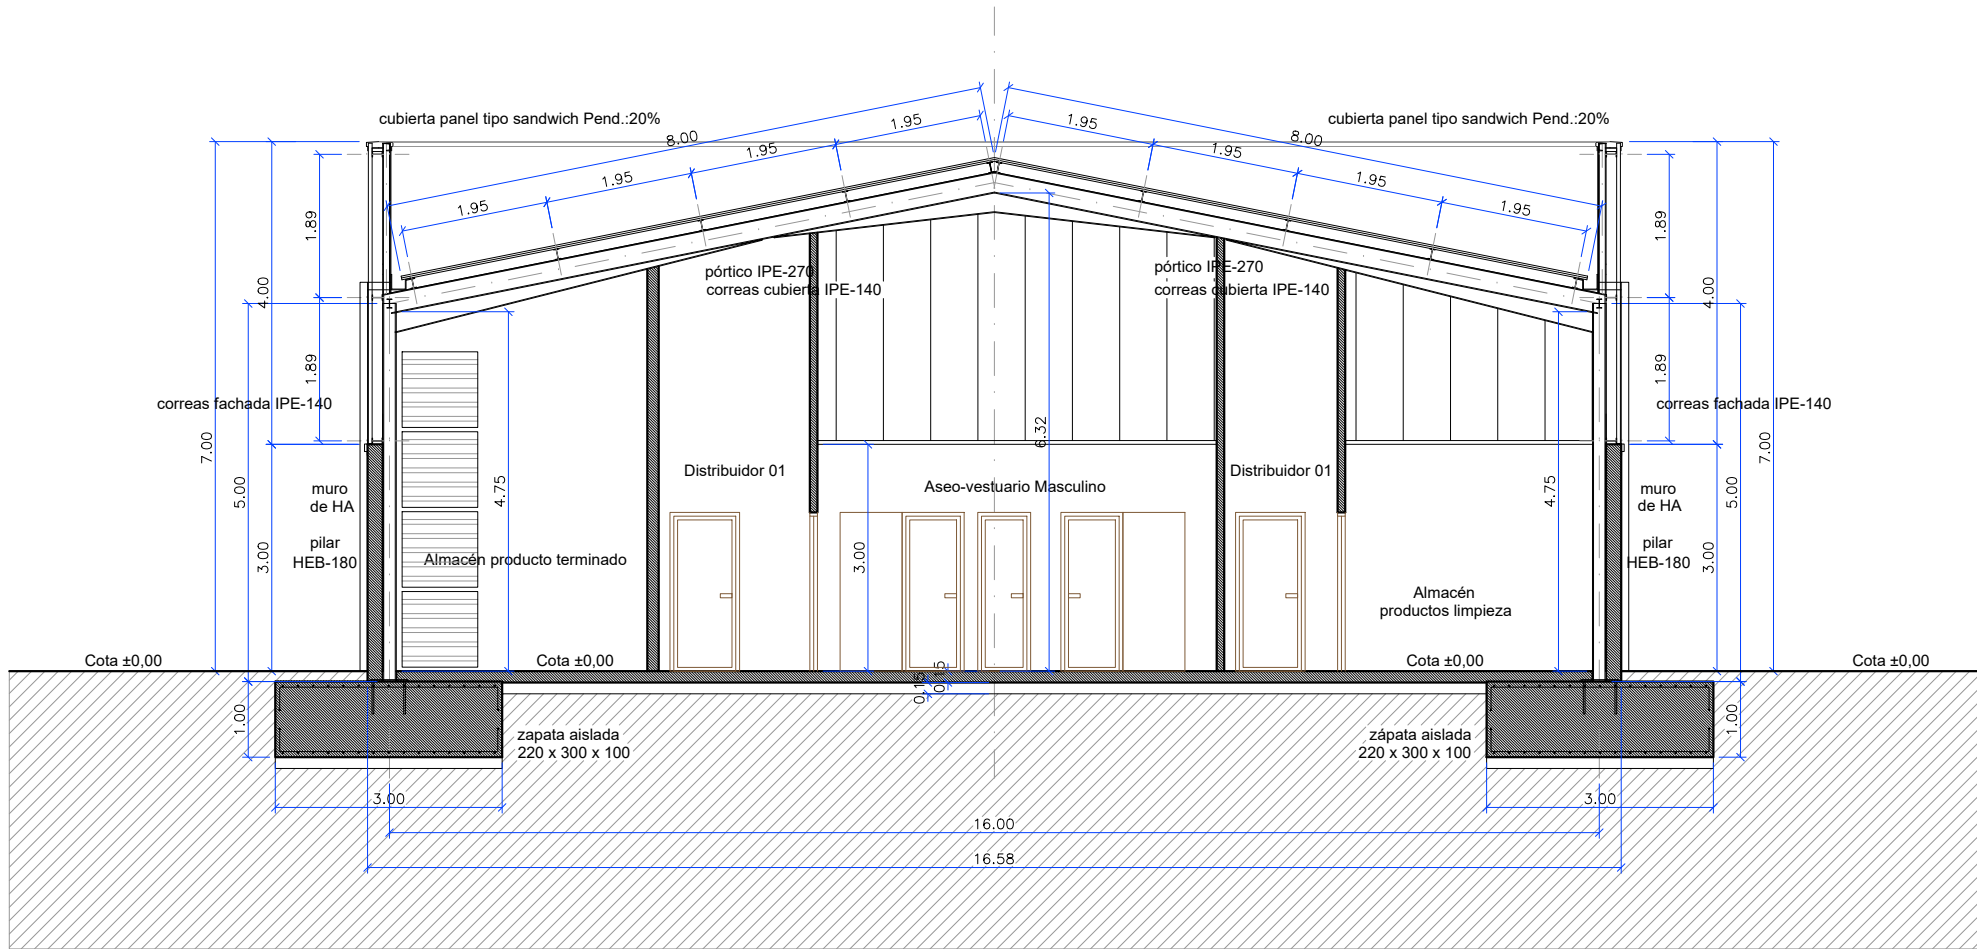 cubierta panel tipo sandwich Pend.:20%
cubierta panel tipo sandwich Pend.:20%
8.00
8.00
1.95
1.95
1.95
1.95
1.95
1.95
1.95
1.95
1.89
1.89
4.00
4.00
pórtico IPE-270
correas cubierta IPE-140
pórtico IPE-270
correas cubierta IPE-140
1.89
1.89
correas fachada IPE-140
correas fachada IPE-140
7.00
7.00
6.32
5.00
5.00
4.75
4.75
Distribuidor 01
Aseo-vestuario Masculino
Distribuidor 01
muro
de HA
muro
de HA
pilar
HEB-180
pilar
HEB-180
3.00
3.00
3.00
Almacén producto terminado
Almacén
productos limpieza
Cota ±0,00
Cota ±0,00
Cota ±0,00
Cota ±0,00
0.15
0.15
1.00
1.00
zapata aislada
220 x 300 x 100
zápata aislada
220 x 300 x 100
3.00
3.00
16.00
16.58